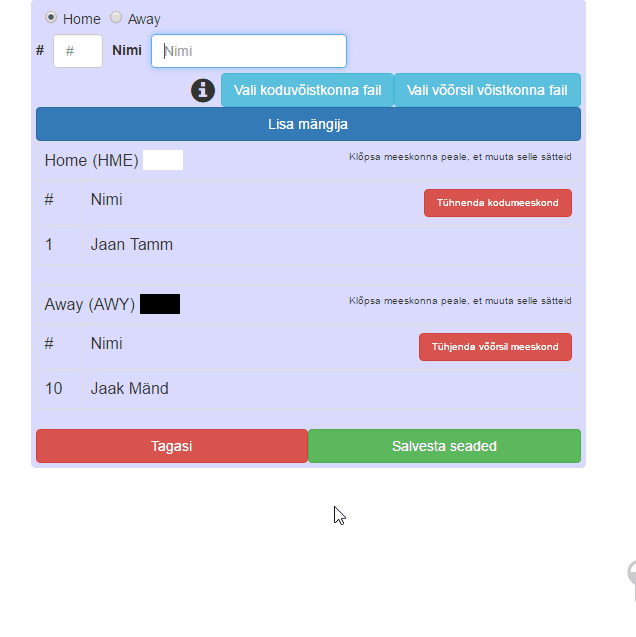 Home Away
# # Nimi Nimi
Vali koduvõistkonna fail Vali võõrsil võistkonna fail
Lisa mängija
Home (HME) Klõpsa meeskonna peale, et muuta selle sätteid
# Nimi Tühnenda kodumeeskond
1 Jaan Tamm
Away (AWY) Klõpsa meeskonna peale, et muuta selle sätteid
# Nimi Tühjenda võõrsil meeskond
10 Jaak Mänd
Tagasi Salvesta seaded